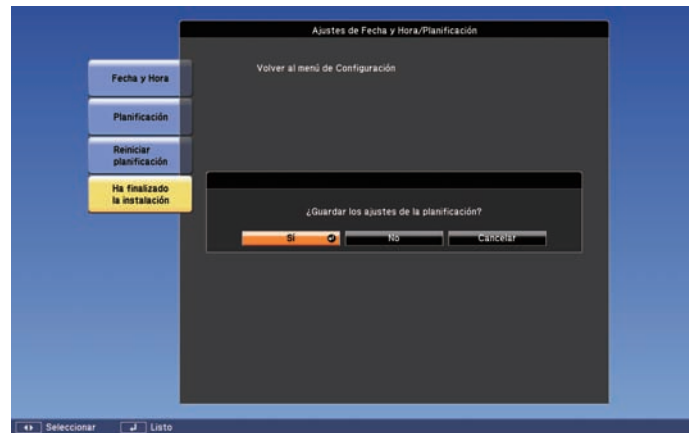 Ajustes de Fecha y Hora/Planificación
Fecha y Hora
Planificación
Reiniciar
planificación
Ha finalizado
la instalación
Volver al menú de Configuración
¿Guardar los ajustes de la planificación?
Sí No Cancelar
Seleccionar Listo